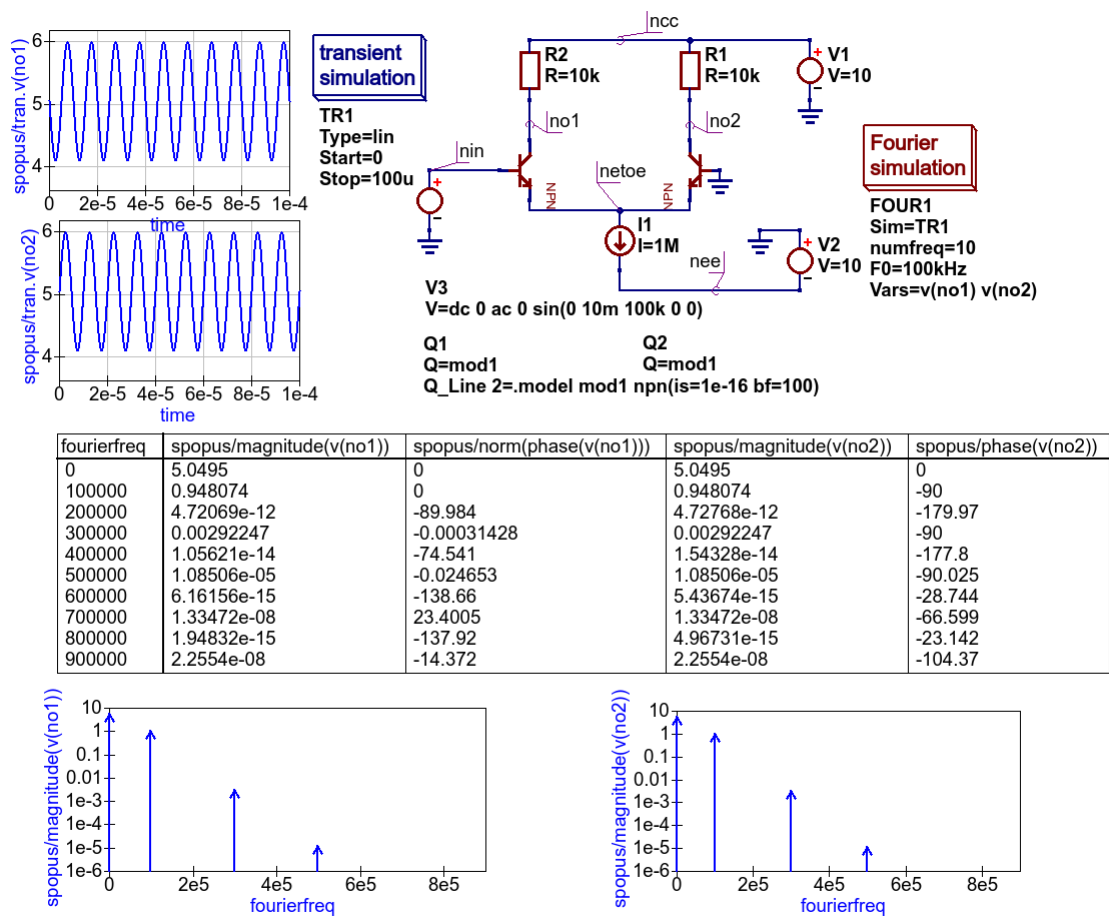 spopus/tran.v(no1)
6
5
4
0 2e-5 4e-5 6e-5 8e-5 1e-4
time
spopus/tran.v(no2)
6
5
4
0 2e-5 4e-5 6e-5 8e-5 1e-4
time
transient
simulation
TR1
Type=lin
Start=0
Stop=100u
ncc
R2
R=10k
R1
R=10k
V1
V=10
no1
no2
nin
netoe
NPN
NPN
I1
I=1M
nee
V2
V=10
V3
V=dc 0 ac 0 sin(0 10m 100k 0 0)
Q1
Q=mod1
Q2
Q=mod1
Q_Line 2=.model mod1 npn(is=1e-16 bf=100)
Fourier
simulation
FOUR1
Sim=TR1
numfreq=10
F0=100kHz
Vars=v(no1) v(no2)
fourierfreq spopus/magnitude(v(no1)) spopus/norm(phase(v(no1))) spopus/magnitude(v(no2)) spopus/phase(v(no2))
0 5.0495 0 5.0495 0
100000 0.948074 0 0.948074 -90
200000 4.72069e-12 -89.984 4.72768e-12 -179.97
300000 0.00292247 -0.00031428 0.00292247 -90
400000 1.05621e-14 -74.541 1.54328e-14 -177.8
500000 1.08506e-05 -0.024653 1.08506e-05 -90.025
600000 6.16156e-15 -138.66 5.43674e-15 -28.744
700000 1.33472e-08 23.4005 1.33472e-08 -66.599
800000 1.94832e-15 -137.92 4.96731e-15 -23.142
900000 2.2554e-08 -14.372 2.2554e-08 -104.37
spopus/magnitude(v(no1))
10
1
0.1
0.01
1e-3
1e-4
1e-5
1e-6
0 2e5 4e5 6e5 8e5
fourierfreq
spopus/magnitude(v(no2))
10
1
0.1
0.01
1e-3
1e-4
1e-5
1e-6
0 2e5 4e5 6e5 8e5
fourierfreq